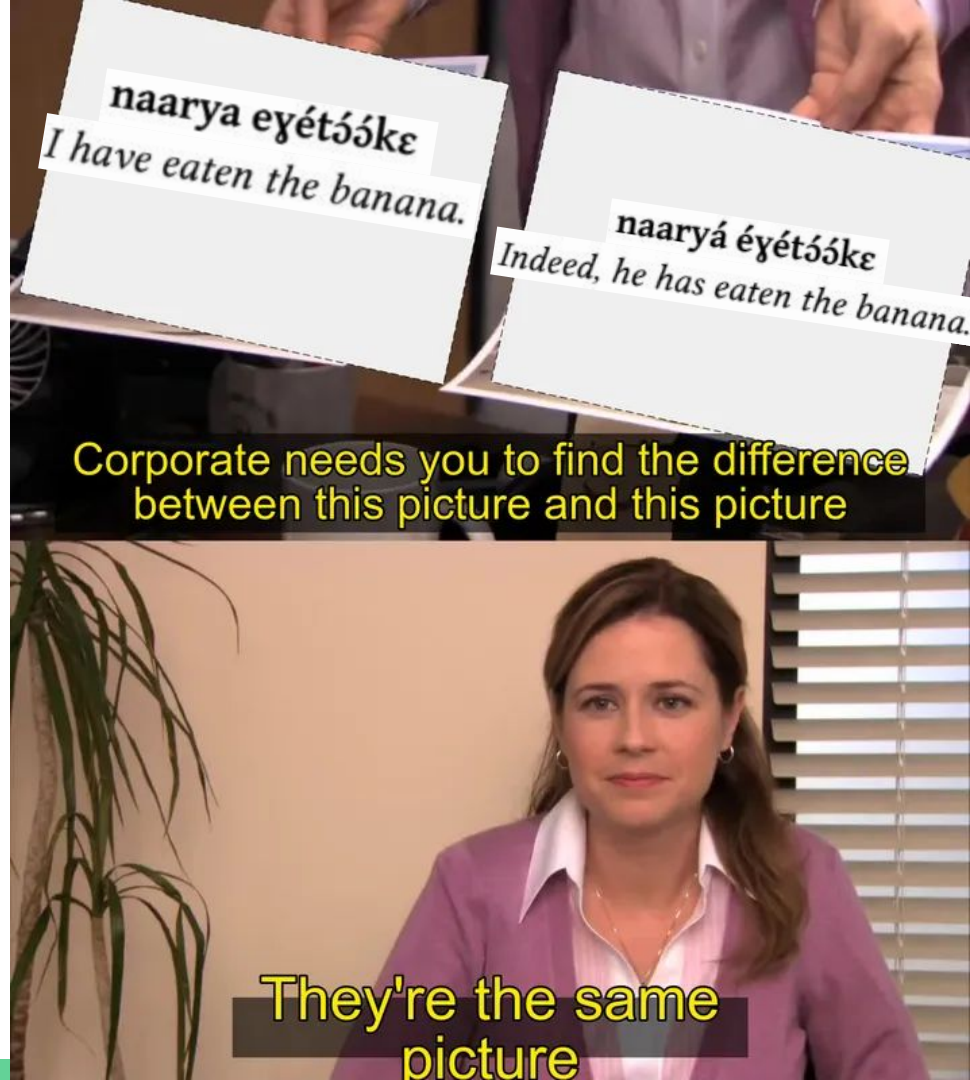 naarya eɣétɔ́ɔ́kɛ
I have eaten the banana.
naaryá éɣétɔ́ɔ́kɛ
Indeed, he has eaten the banana.
Corporate needs you to find the difference
between this picture and this picture
They're the same
picture